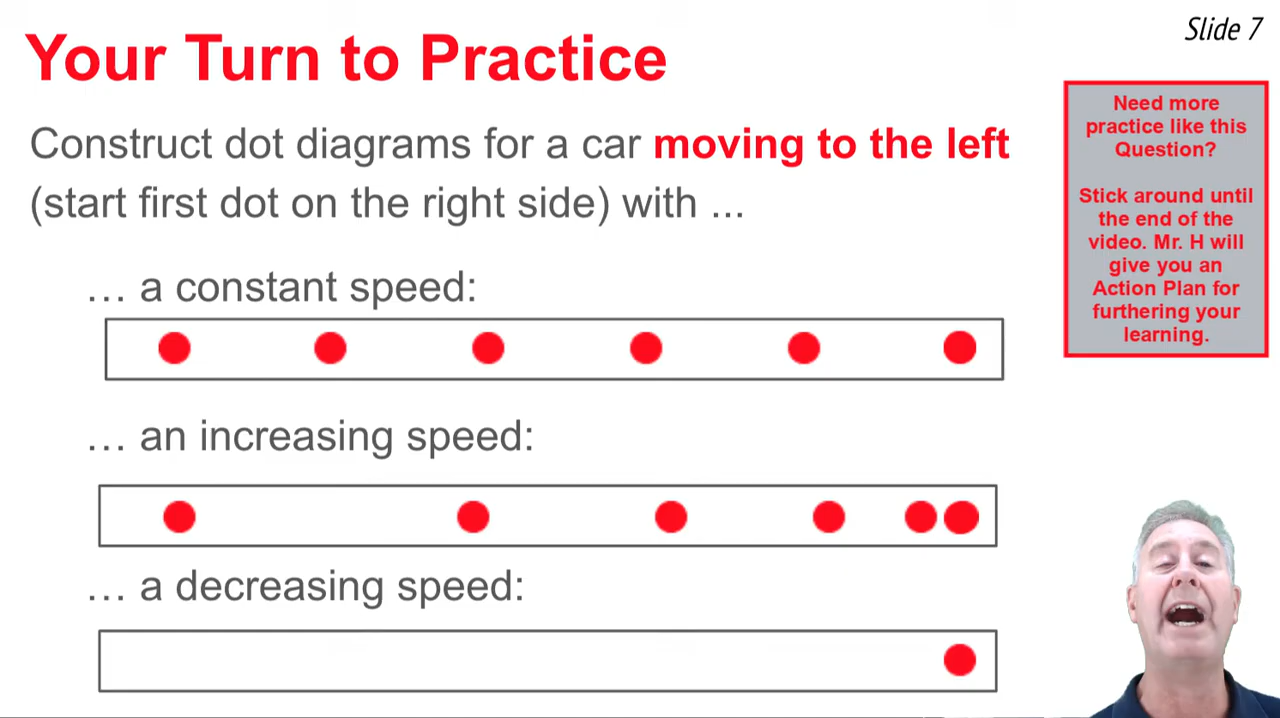 Slide 7
Your Turn to Practice
Construct dot diagrams for a car moving to the left
(start first dot on the right side) with ...
… a constant speed:
… an increasing speed:
… a decreasing speed:
Need more
practice like this
Question?
Stick around until
the end of the
video. Mr. H will
give you an
Action Plan for
furthering your
learning.